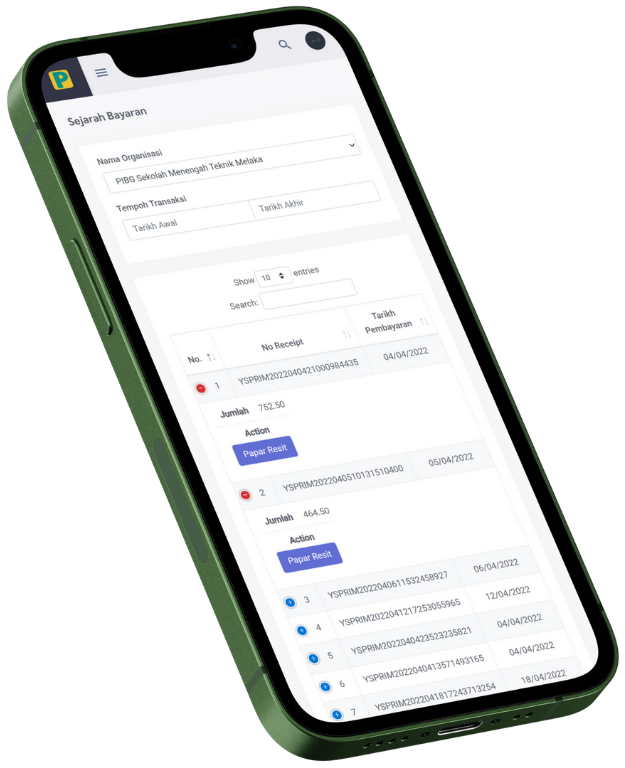 P
Sejarah Bayaran
Nama Organisasi
PIBG Sekolah Menengah Teknik Melaka
Tempoh Transaksi
Tarikh Awal
Tarikh Akhir
Show 10 entries
Search:
No.
No Receipt
Tarikh
Pembayaran
1 YSPRIM2022040421000984435 04/04/2022
Jumlah 752.50
Action
Papar Resit
2 YSPRIM2022040510131510400 05/04/2022
Jumlah 464.50
Action
Papar Resit
3 YSPRIM2022040611532458927 06/04/2022
4 YSPRIM2022041217253055965 12/04/2022
5 YSPRIM2022040423523235821 04/04/2022
6 YSPRIM2022040413571493165 04/04/2022
7 YSPRIM2022041817243713254 18/04/2022